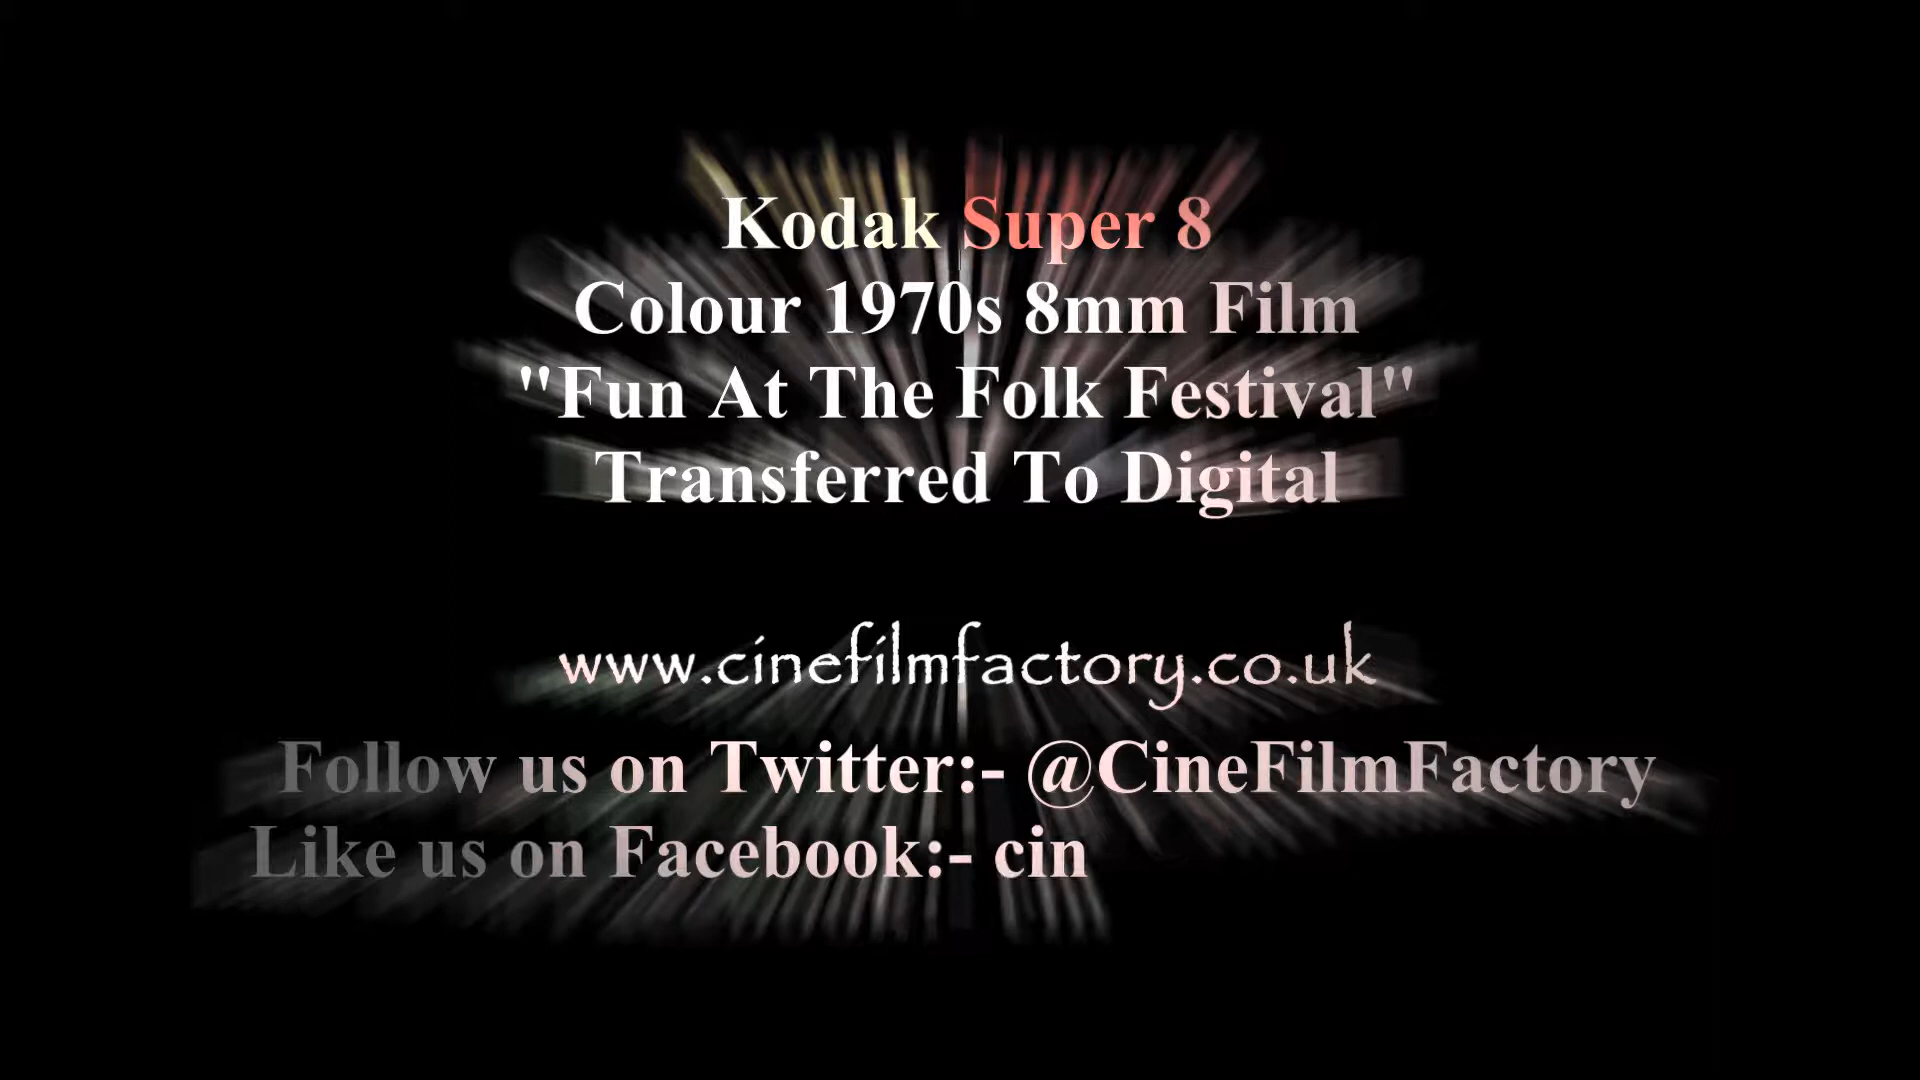 Kodak Super 8
Colour 1970s 8mm Film
"Fun At The Folk Festival"
Transferred To Digital
www.cinefilmfactory.co.uk
Follow us on Twitter:- @CineFilmFactory
Like us on Facebook:- cin